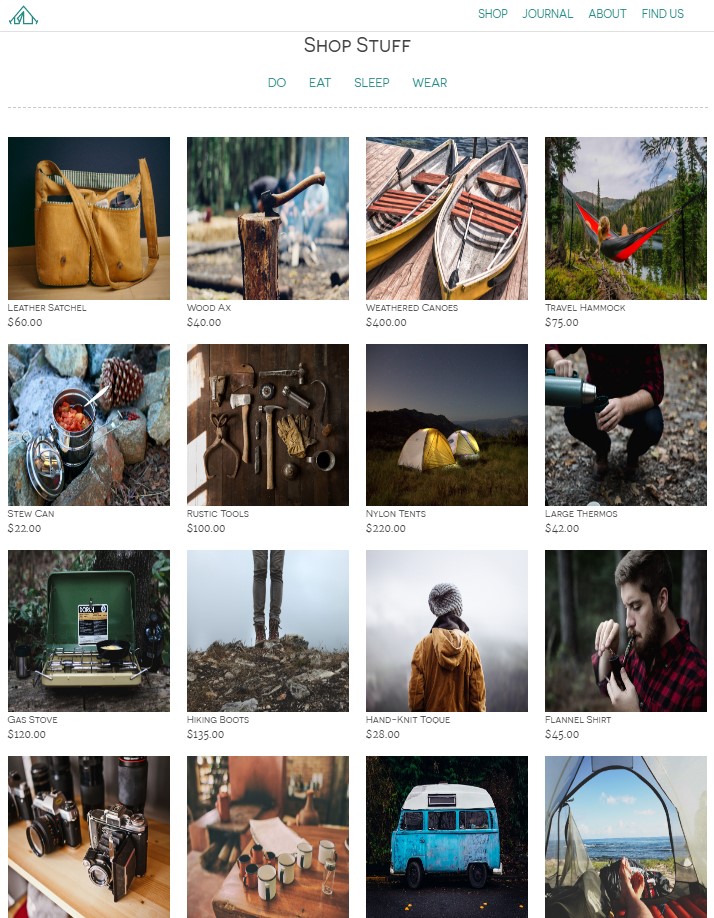 SHOP JOURNAL ABOUT FIND US
Shop Stuff
DO EAT SLEEP WEAR
Leather Satchel Wood Ax Weathered Canoes Travel Hammock
$60.00 $40.00 $400.00 $75.00
Stew Can Rustic Tools Nylon Tents Large Thermos
$22.00 $100.00 $220.00 $42.00
Gas Stove Hiking Boots Hand-Knit Toque Flannel Shirt
$120.00 $135.00 $28.00 $45.00